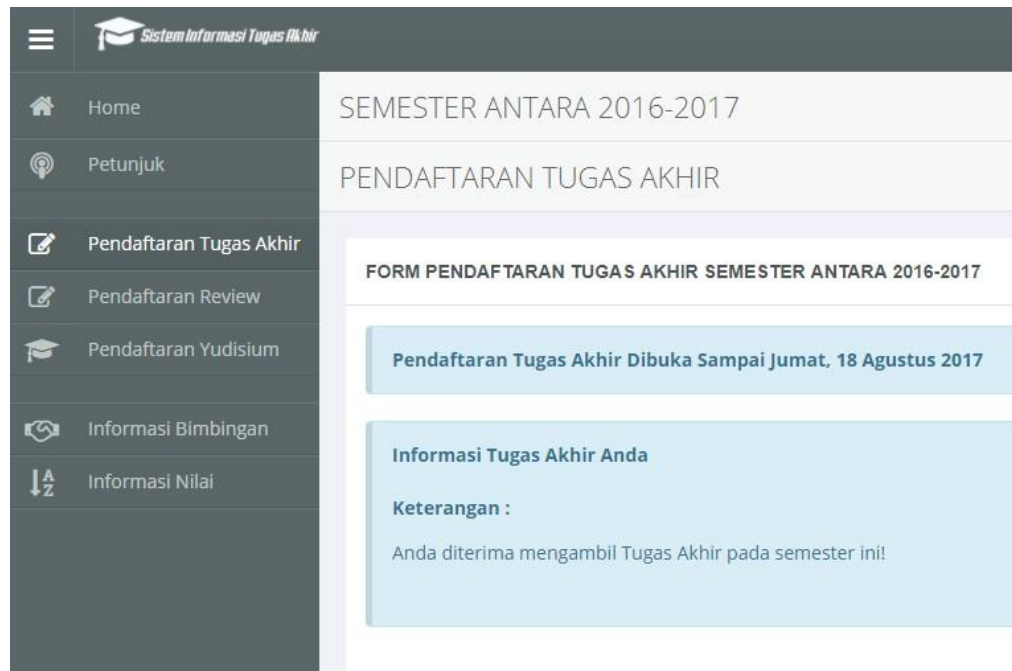 Sistem Informasi Tugas Akhir
Home
Petunjuk
Pendaftaran Tugas Akhir
Pendaftaran Review
Pendaftaran Yudisium
Informasi Bimbingan
Informasi Nilai
SEMESTER ANTARA 2016-2017
PENDAFTARAN TUGAS AKHIR
FORM PENDAFTARAN TUGAS AKHIR SEMESTER ANTARA 2016-2017
Pendaftaran Tugas Akhir Dibuka Sampai Jumat, 18 Agustus 2017
Informasi Tugas Akhir Anda
Keterangan :
Anda diterima mengambil Tugas Akhir pada semester ini!